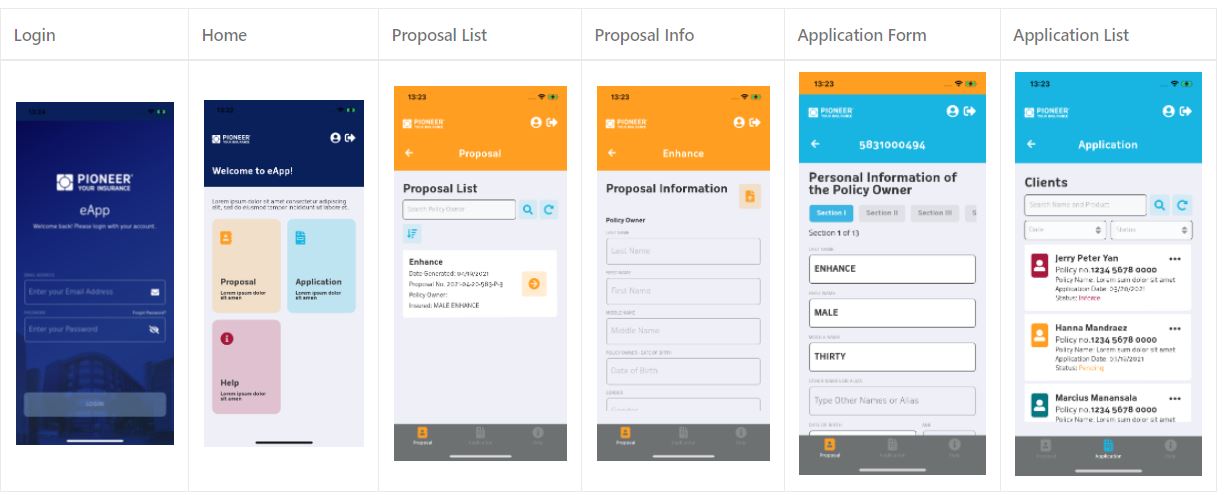 Login
Home
Proposal List
Proposal Info
Application Form
Application List
PIONEER
YOUR INSURANCE
eApp
Welcome back! Please login with your account.
EMAIL ADDRESS
Enter your Email Address
PASSWORD
Forgot Password?
Enter your Password
LOGIN
PIONEER
YOUR INSURANCE
Welcome to eApp!
Lorem ipsum dolor sit amet consectetur adipiscing
elit, sed do eiusmod tempor incididunt ut labore et.
Proposal
Lorem ipsum dolor
sit amen
Application
Lorem ipsum dolor
sit amen
Help
Lorem ipsum dolor
sit amen
13:23
PIONEER
YOUR INSURANCE
Proposal
Proposal List
Search Policy Owner
Enhance
Date Generated: 04/19/2021
Proposal No. 2021-04-20-583-P-3
Policy Owner:
Insured: MALE ENHANCE
Proposal
Application
Help
13:23
PIONEER
YOUR INSURANCE
Enhance
Proposal Information
Policy Owner
LAST NAME
Last Name
FIRST NAME
First Name
MIDDLE NAME
Middle Name
POLICY OWNER - DATE OF BIRTH
Date of Birth
GENDER
Gender
Proposal
Application
Help
13:23
PIONEER
YOUR INSURANCE
5831000494
Personal Information of
the Policy Owner
Section I
Section II
Section III
S
Section 1 of 13
LAST NAME
ENHANCE
FIRST NAME
MALE
MIDDLE NAME
THIRTY
OTHER NAMES OR ALIAS
Type Other Names or Alias
DATE OF BIRTH
AGE
Proposal
Application
Help
13:23
PIONEER
YOUR INSURANCE
Application
Clients
Search Name and Product
Date
Status
Jerry Peter Yan
Policy no.1234 5678 0000
Policy Name: Lorem sum dolor sit amet
Application Date: 03/20/2021
Status: Inforce
Hanna Mandraez
Policy no.1234 5678 0000
Policy Name: Lorem sum dolor sit amet
Application Date: 03/19/2021
Status: Pending
Marcius Manansala
Policy no.1234 5678 0000
Policy Name: Lorem sum dolor sit amet
Proposal
Application
Help